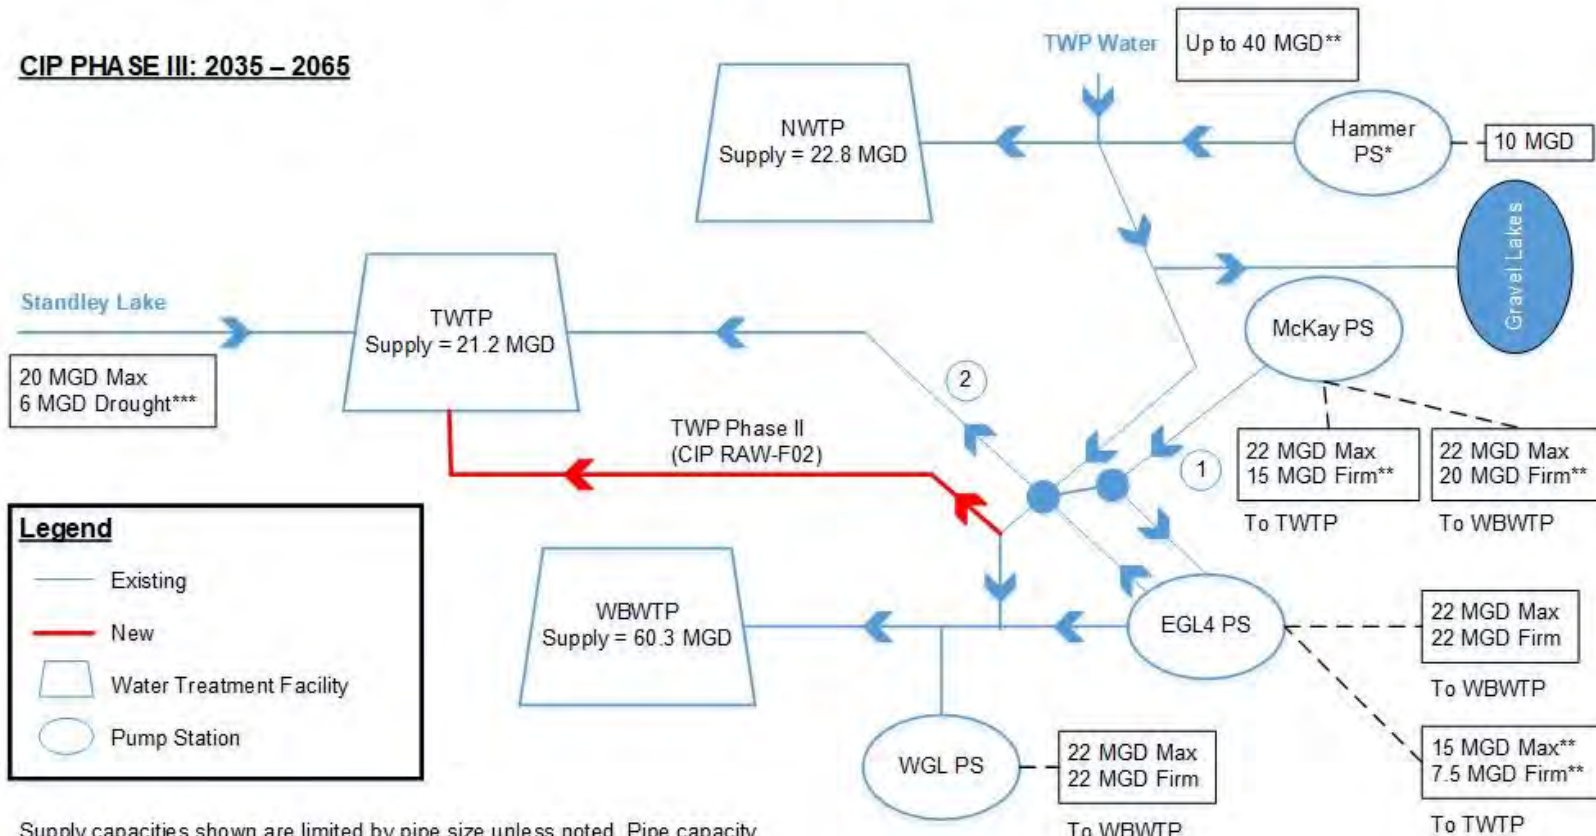 CIP PHASE III: 2035 – 2065
TWP Water
Up to 40 MGD**
NWTP
Supply = 22.8 MGD
Hammer
PS*
10 MGD
Gravel Lakes
Standley Lake
20 MGD Max
6 MGD Drought***
TWTP
Supply = 21.2 MGD
McKay PS
2
TWP Phase II
(CIP RAW-F02)
1
22 MGD Max
15 MGD Firm**
To TWTP
22 MGD Max
20 MGD Firm**
To WBWTP
Legend
Existing
New
Water Treatment Facility
Pump Station
WBWTP
Supply = 60.3 MGD
EGL4 PS
22 MGD Max
22 MGD Firm
To WBWTP
WGL PS
22 MGD Max
22 MGD Firm
To WBWTP
15 MGD Max**
7.5 MGD Firm**
To TWTP
Supply capacities shown are limited by pipe size unless noted. Pipe capacity